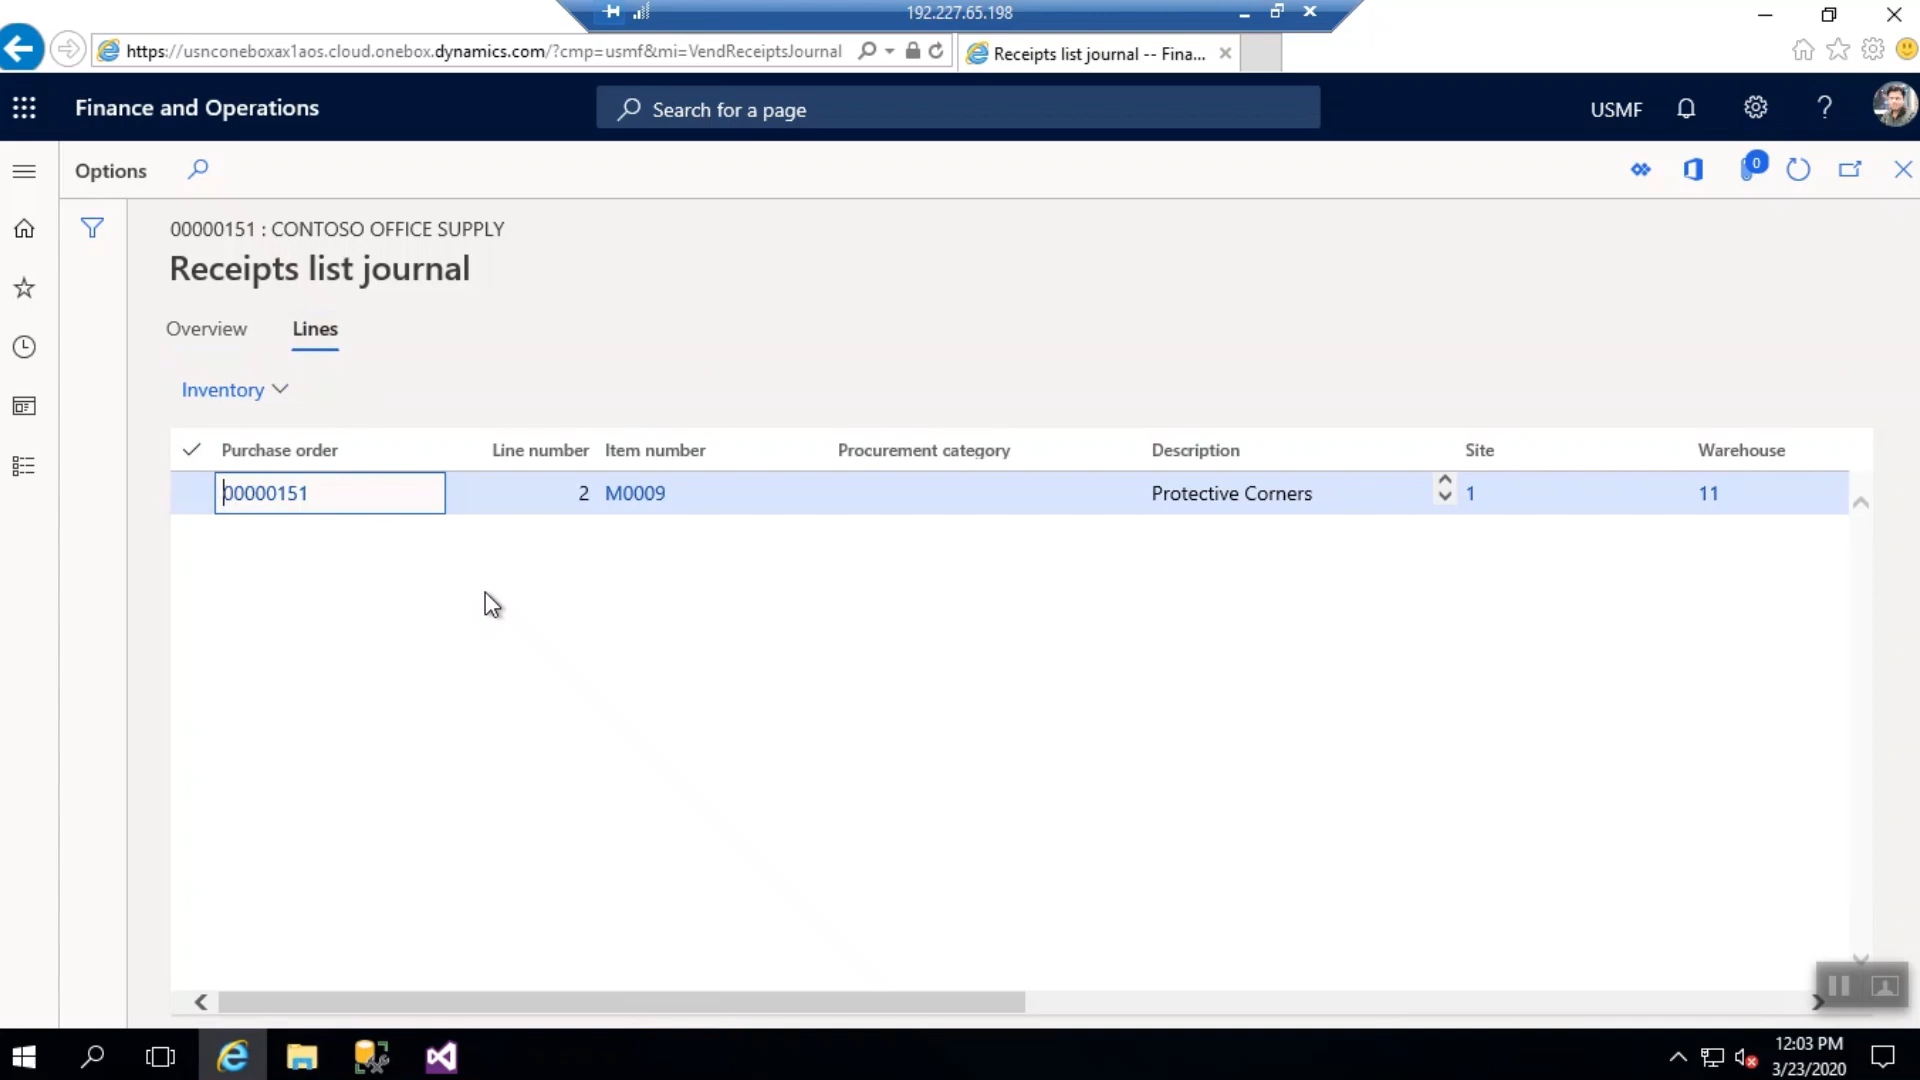 192.227.65.198
https://usnconeboxax1aos.cloud.onebox.dynamics.com/?cmp=usmf&mi=VendReceiptsJournal
Receipts list journal -- Fina...
Finance and Operations
Search for a page
USMF
?
Options
0
00000151 : CONTOSO OFFICE SUPPLY
Receipts list journal
Overview Lines
Inventory
Purchase order Line number Item number Procurement category Description Site Warehouse
00000151 2 M0009 Protective Corners 1 11
12:03 PM
3/23/2020